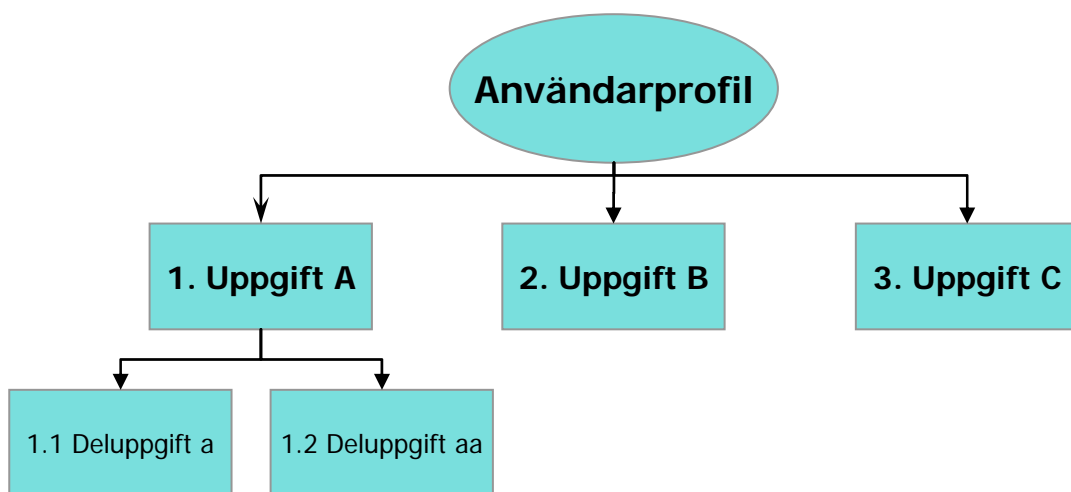 Användarprofil
1. Uppgift A
2. Uppgift B
3. Uppgift C
1.1 Deluppgift a
1.2 Deluppgift aa